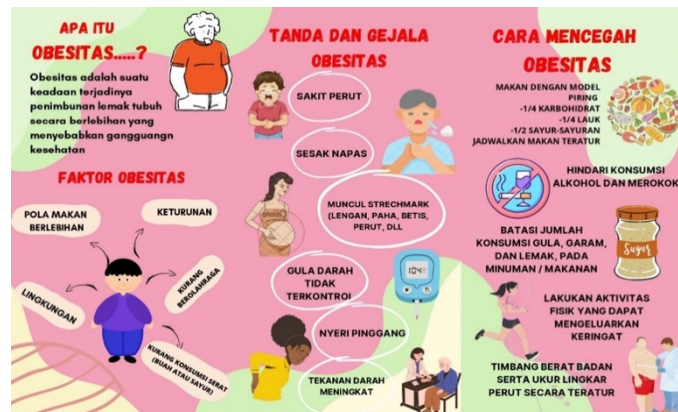 APA ITU
OBESITAS.....?
Obesitas adalah suatu
keadaan terjadinya
penimbunan lemak tubuh
secara berlebihan yang
menyebabkan gangguangn
kesehatan
FAKTOR OBESITAS
POLA MAKAN
BERLEBIHAN
KETURUNAN
LINGKUNGAN
KURANG
BEROLAHRAGA
KURANG KONSUMSI SERAT
(BUAH ATAU SAYUR)
TANDA DAN GEJALA
OBESITAS
SAKIT PERUT
SESAK NAPAS
MUNCUL STRECHMARK
(LENGAN, PAHA, BETIS,
PERUT, DLL
GULA DARAH
TIDAK
TERKONTROL
NYERI PINGGANG
TEKANAN DARAH
MENINGKAT
CARA MENCEGAH
OBESITAS
MAKAN DENGAN MODEL
PIRING
-1/4 KARBOHIDRAT
-1/4 LAUK
-1/2 SAYUR-SAYURAN
JADWALKAN MAKAN TERATUR
HINDARI KONSUMSI
ALKOHOL DAN MEROKOK
BATASI JUMLAH
KONSUMSI GULA, GARAM,
DAN LEMAK, PADA
MINUMAN / MAKANAN
Sugar
LAKUKAN AKTIVITAS
FISIK YANG DAPAT
MENGELUARKAN
KERINGAT
TIMBANG BERAT BADAN
SERTA UKUR LINGKAR
PERUT SECARA TERATUR